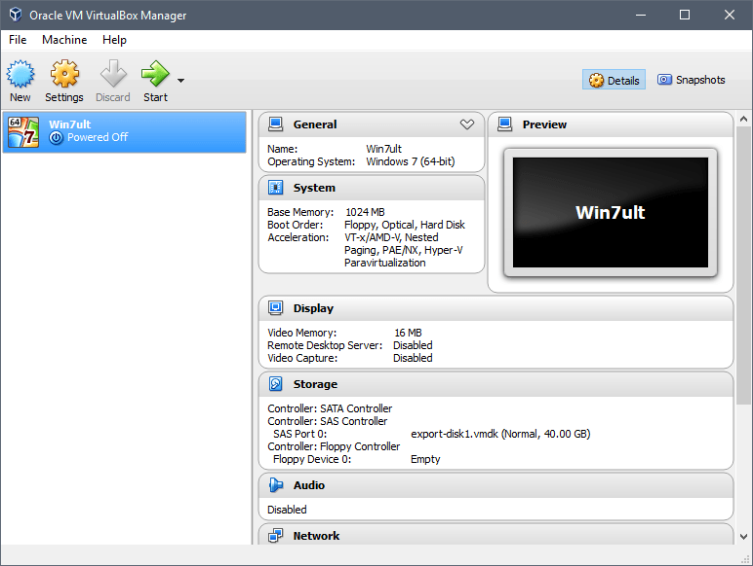 Oracle VM VirtualBox Manager
File Machine Help
New Settings Discard Start
Details Snapshots
64
7
Win7ult
Powered Off
General
Name: Win7ult
Operating System: Windows 7 (64-bit)
Preview
Win7ult
System
Base Memory: 1024 MB
Boot Order: Floppy, Optical, Hard Disk
Acceleration: VT-x/AMD-V, Nested
Paging, PAE/NX, Hyper-V
Paravirtualization
Display
Video Memory: 16 MB
Remote Desktop Server: Disabled
Video Capture: Disabled
Storage
Controller: SATA Controller
Controller: SAS Controller
SAS Port 0: export-disk1.vmdk (Normal, 40.00 GB)
Controller: Floppy Controller
Floppy Device 0: Empty
Audio
Disabled
Network